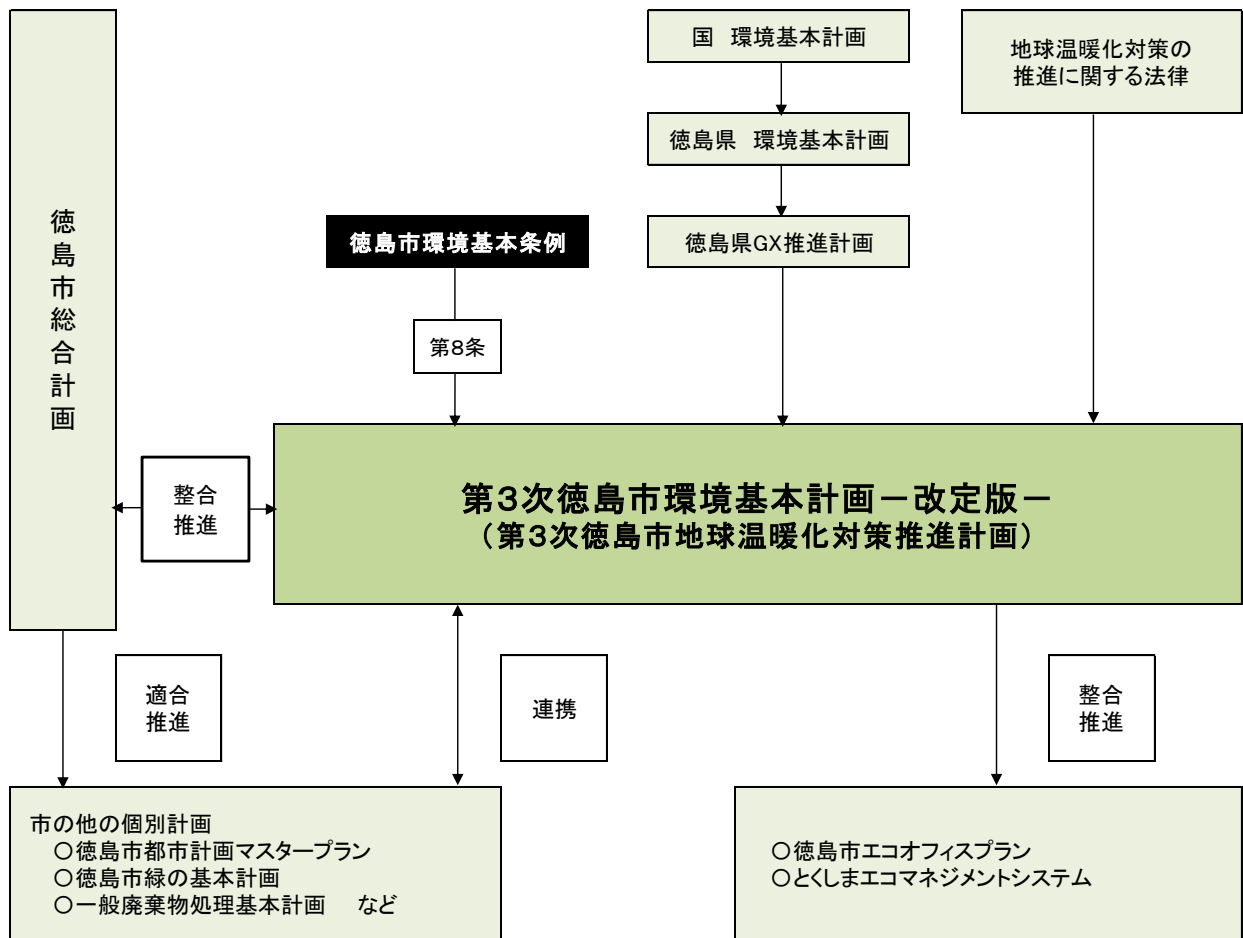 国 環境基本計画
地球温暖化対策の
推進に関する法律
徳島県 環境基本計画
徳島市総合計画
徳島市環境基本条例
徳島県GX推進計画
第8条
整合
推進
第3次徳島市環境基本計画－改定版－
（第3次徳島市地球温暖化対策推進計画）
適合
推進
連携
整合
推進
市の他の個別計画
○徳島市都市計画マスタープラン
○徳島市緑の基本計画
○一般廃棄物処理基本計画 など
○徳島市エコオフィスプラン
○とくしまエコマネジメントシステム